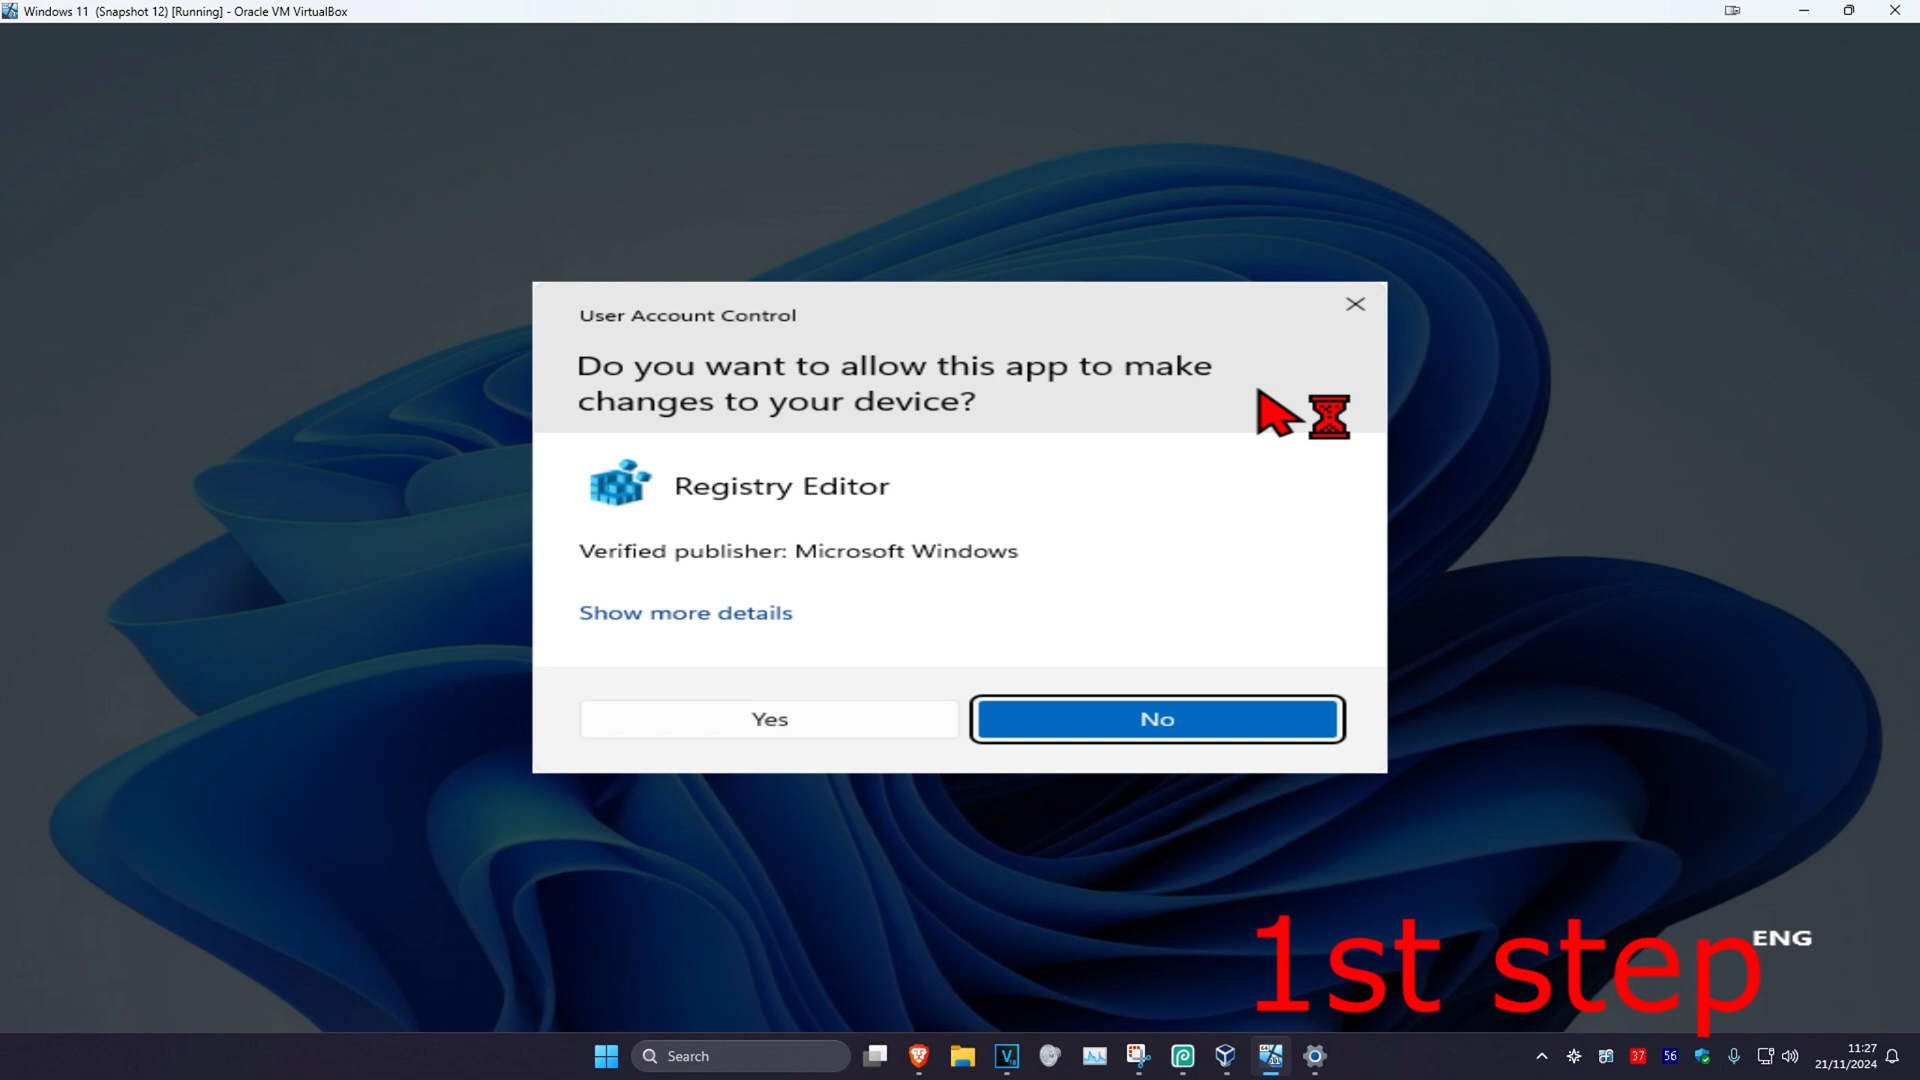 Windows 11 (Snapshot 12) [Running] - Oracle VM VirtualBox
User Account Control
Do you want to allow this app to make
changes to your device?
Registry Editor
Verified publisher: Microsoft Windows
Show more details
Yes
No
1st step
ENG
Search
37
56
11:27
21/11/2024